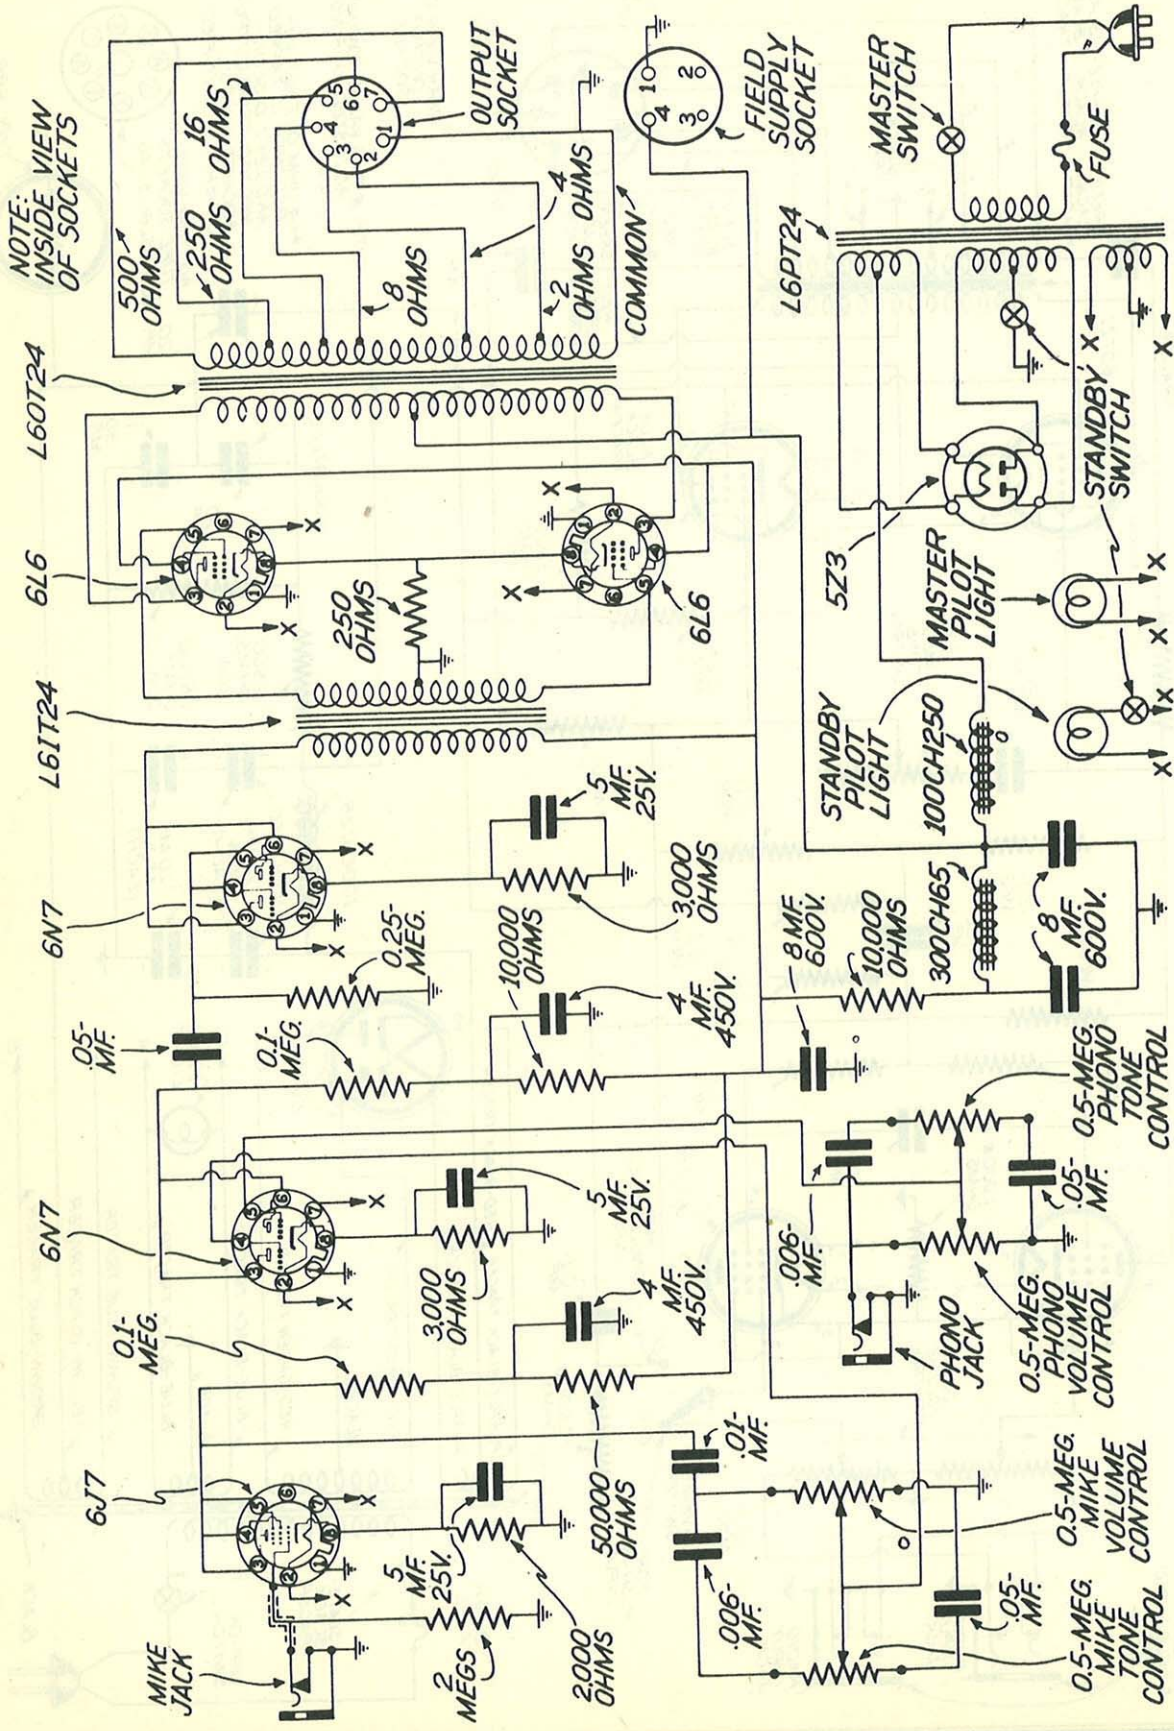 NOTE:
INSIDE VIEW
OF SOCKETS
6J7
6N7
6N7
L6IT24
6L6
L6OT24
500
OHMS
250
OHMS
16
OHMS
MIKE
JACK
0.1-
MEG.
.05-
MF.
0.1-
MEG.
0.25-
MEG.
250
OHMS
6L6
8
OHMS
4
OHMS
2
OHMS
COMMON
OUTPUT
SOCKET
2
MEGS
5
MF.
25V.
2,000
OHMS
3,000
OHMS
5
MF.
25V.
50,000
OHMS
4
MF.
450V.
10,000
OHMS
4
MF.
450V.
3,000
OHMS
5
MF.
25V.
FIELD
SUPPLY
SOCKET
.006-
MF.
.01-
MF.
.006-
MF.
8 MF.
600V.
10,000
OHMS
300CH65
8
MF.
600V.
100CH250
STANDBY
PILOT
LIGHT
MASTER
PILOT
LIGHT
5Z3
L6PT24
MASTER
SWITCH
FUSE
STANDBY
SWITCH
PHONO
JACK
.05-
MF.
0.5-MEG.
MIKE
TONE
CONTROL
.05-
MF.
0.5-MEG.
MIKE
VOLUME
CONTROL
0.5-MEG.
PHONO
VOLUME
CONTROL
0.5-MEG.
PHONO
TONE
CONTROL